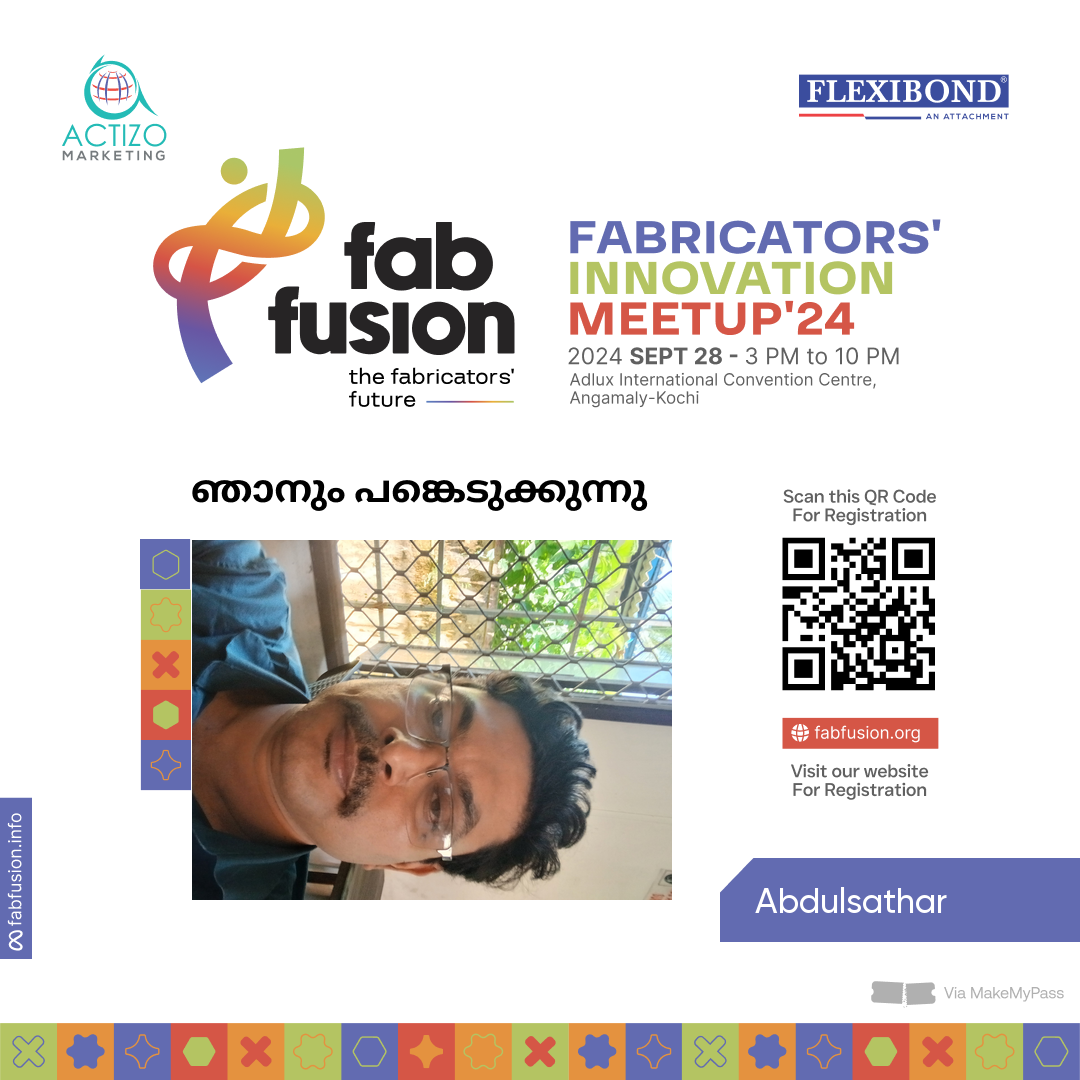 ACTIZO
MARKETING
FLEXIBOND®
AN ATTACHMENT
fab
fusion
the fabricators'
future
FABRICATORS'
INNOVATION
MEETUP'24
2024 SEPT 28 - 3 PM to 10 PM
Adlux International Convention Centre,
Angamaly-Kochi
ഞാനും പങ്കെടുക്കുന്നു
Scan this QR Code
For Registration
fabfusion.org
Visit our website
For Registration
fabfusion.info
Abdulsathar
Via MakeMyPass